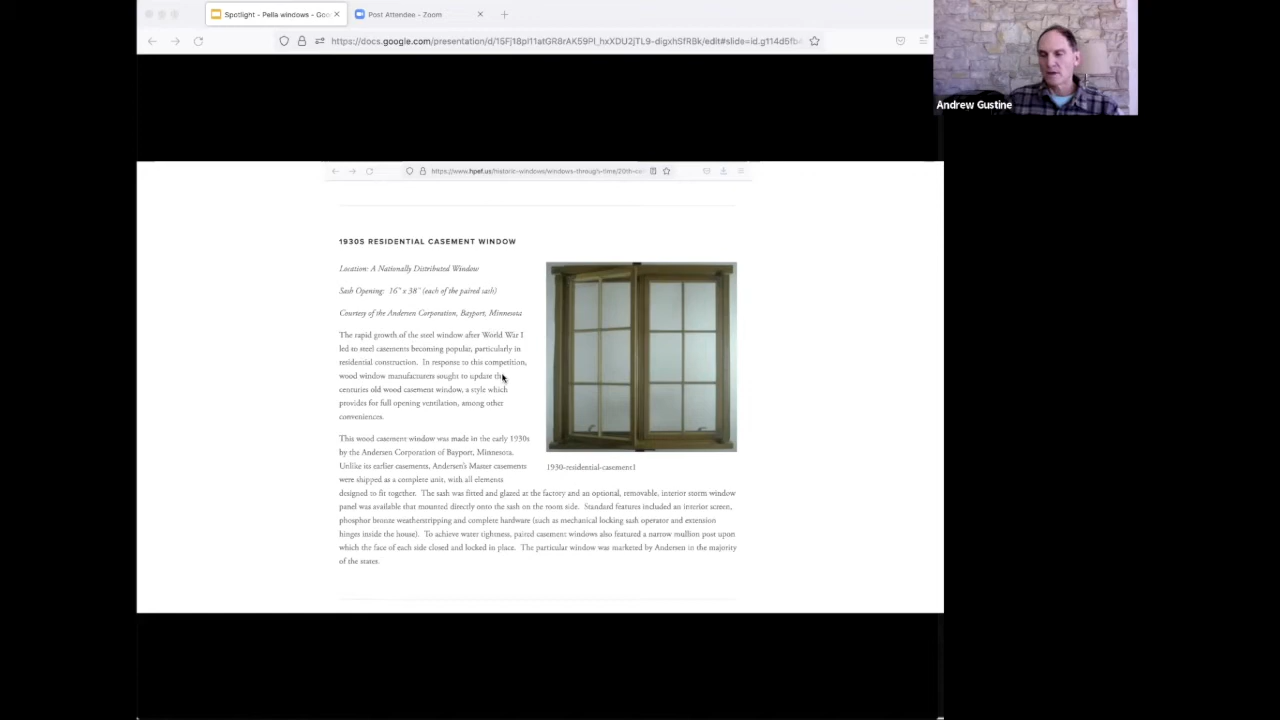 Spotlight - Pella windows - Goo
Post Attendee - Zoom
https://docs.google.com/presentation/d/
Andrew Gustine
https://www.hpef.us/historic-windows/windows-through-time/20th-ce
1930S RESIDENTIAL CASEMENT WINDOW
Location: A Nationally Distributed Window
Sash Opening: 16" x 38" (each of the paired sash)
Courtesy of the Andersen Corporation, Bayport, Minnesota
The rapid growth of the steel window after World War I
led to steel casements becoming popular, particularly in
residential construction. In response to this competition,
wood window manufacturers sought to update the
centuries old wood casement window, a style which
provides for full opening ventilation, among other
conveniences.
This wood casement window was made in the early 1930s
by the Andersen Corporation of Bayport, Minnesota.
Unlike its earlier casements, Andersen's Master casements
were shipped as a complete unit, with all elements
designed to fit together. The sash was fitted and glazed at the factory and an optional, removable, interior storm window
panel was available that mounted directly onto the sash on the room side. Standard features included an interior screen,
phosphor bronze weatherstripping and complete hardware (such as mechanical locking sash operator and extension
hinges inside the house). To achieve water tightness, paired casement windows also featured a narrow mullion post upon
which the face of each side closed and locked in place. The particular window was marketed by Andersen in the majority
of the states.
1930-residential-casement1